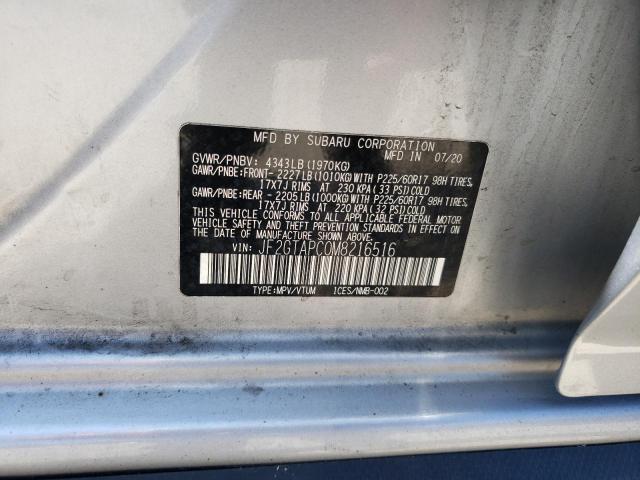 MFD BY SUBARU CORPORATION
GVWR/PNBV: 4343LB(1970KG) 07/20
GAWR/PNBE:FRONT- 2227LB(1010KG)WITH P225/60R17 98H TIRES,
17X7J RIMS AT 230 KPA(33 PSI)COLD
GAWR/PNBE:REAR - 2205LB(1000KG)WITH P225/60R17 98H TIRES,
17X7J RIMS AT 220 KPA(32 PSI)COLD
THIS VEHICLE CONFORMS TO ALL APPLICABLE FEDERAL MOTOR
VEHICLE SAFETY AND THEFT PREVENTION STANDARDS IN
EFFECT ON THE DATE OF MANUFACTURE SHOWN ABOVE.
VIN: JF2GTAPC0M8216516
TYPE:MPV/VTUM 1CES/NMB-002